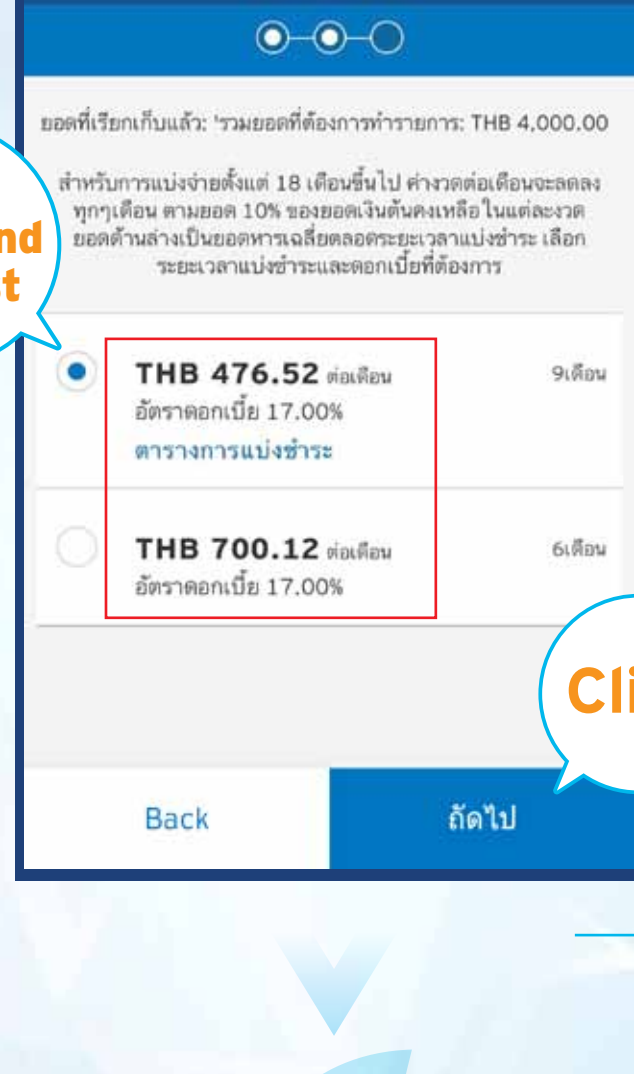 ยอดที่เรียกเก็บแล้ว: 'รวมยอดที่ต้องการทำรายการ: THB 4,000.00
สำหรับการแบ่งจ่ายตั้งแต่ 18 เดือนขึ้นไป ค่างวดต่อเดือนจะลดลง
ทุกๆเดือน ตามยอด 10% ของยอดเงินต้นคงเหลือในแต่ละงวด
ยอดด้านล่างเป็นยอดหารเฉลี่ยตลอดระยะเวลาแบ่งชำระ เลือก
ระยะเวลาแบ่งชำระและดอกเบี้ยที่ต้องการ
THB 476.52 ต่อเดือน 9เดือน
อัตราดอกเบี้ย 17.00%
ตารางการแบ่งชำระ
THB 700.12 ต่อเดือน 6เดือน
อัตราดอกเบี้ย 17.00%
Back ถัดไป